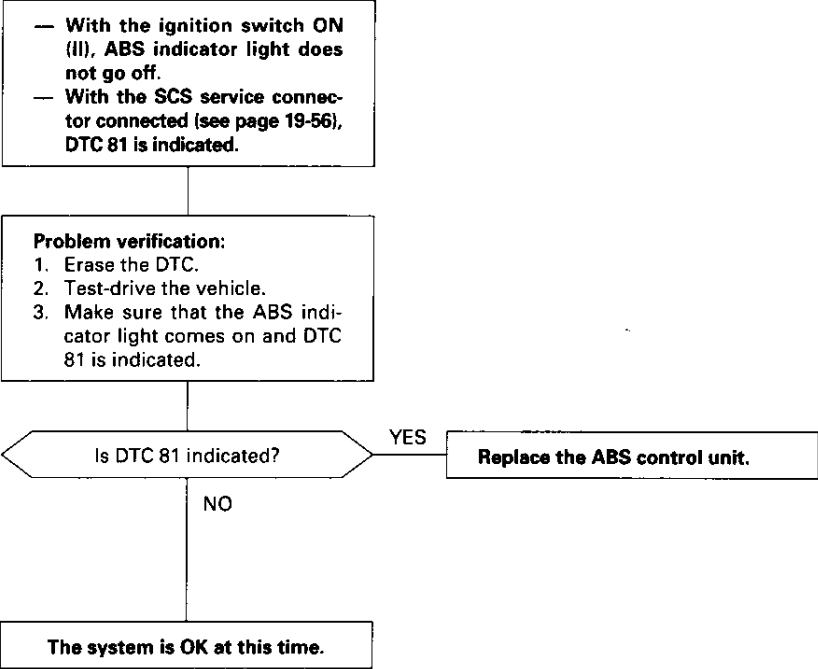 — With the ignition switch ON
(II), ABS indicator light does
not go off.
— With the SCS service connec-
tor connected (see page 19-56),
DTC 81 is indicated.
Problem verification:
1. Erase the DTC.
2. Test-drive the vehicle.
3. Make sure that the ABS indi-
cator light comes on and DTC
81 is indicated.
Is DTC 81 indicated?
YES
Replace the ABS control unit.
NO
The system is OK at this time.